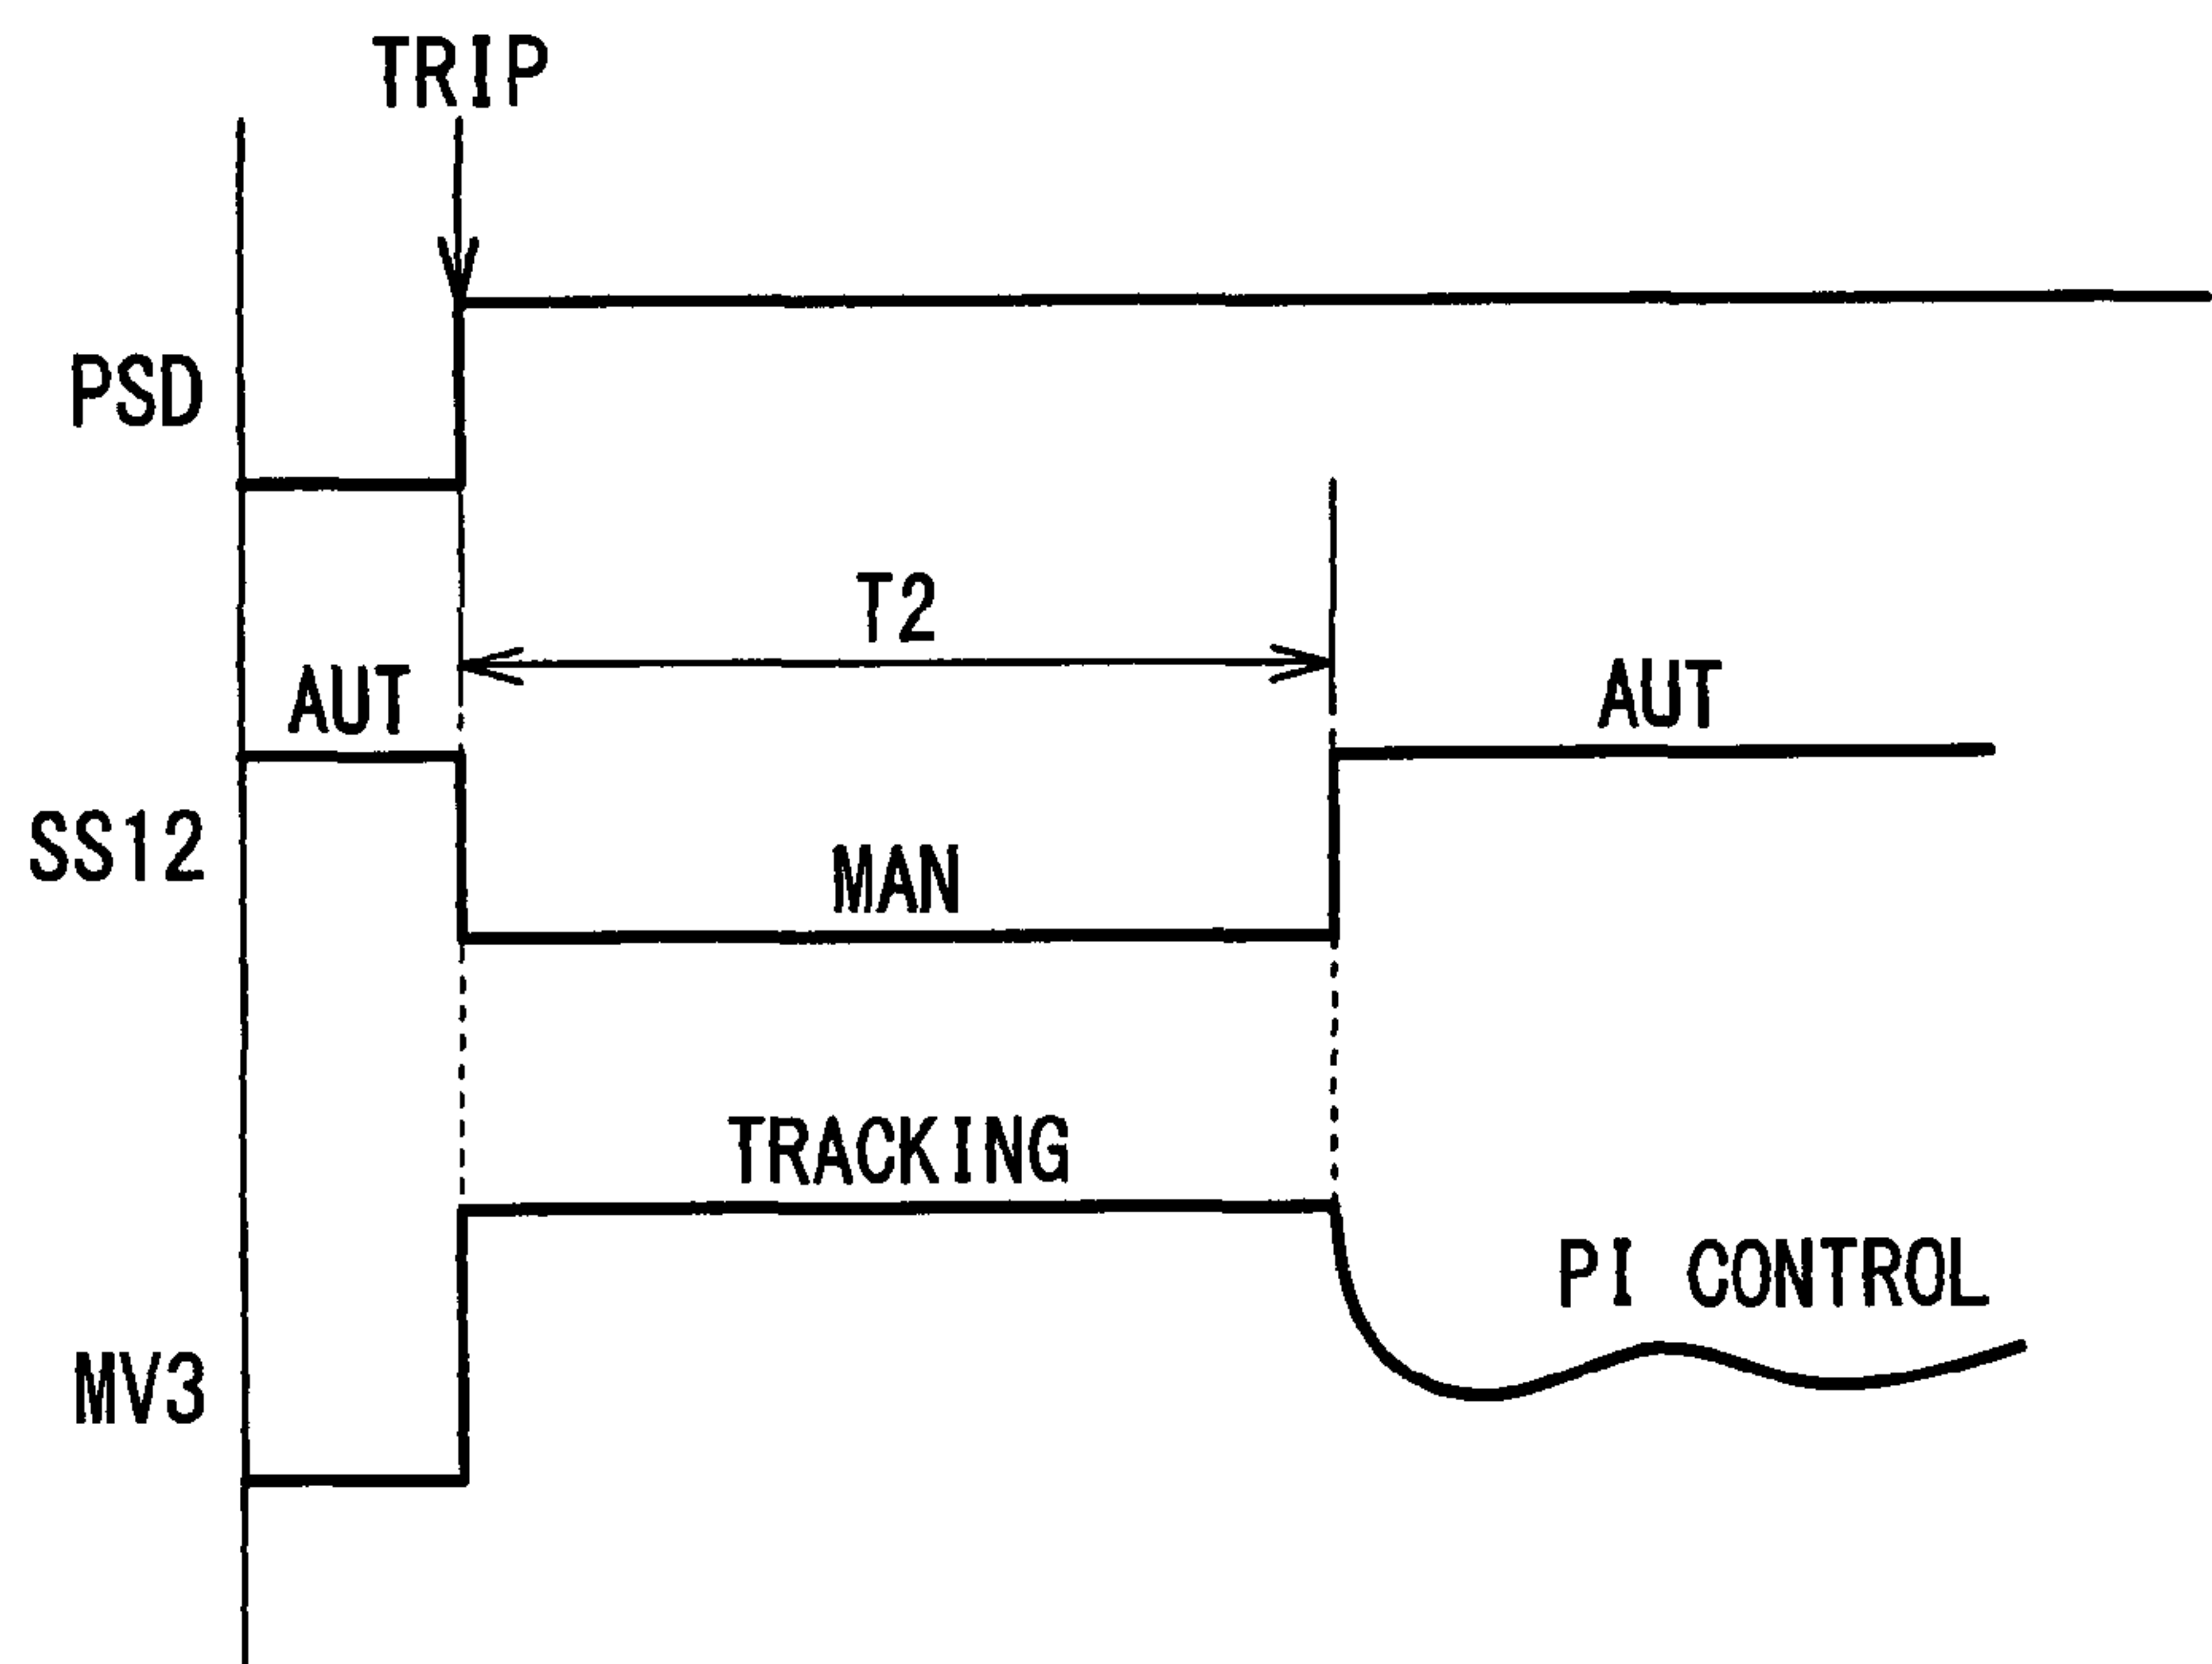 TRIP
PSD
T2
AUT
AUT
SS12
MAN
TRACKING
PI CONTROL
MV3